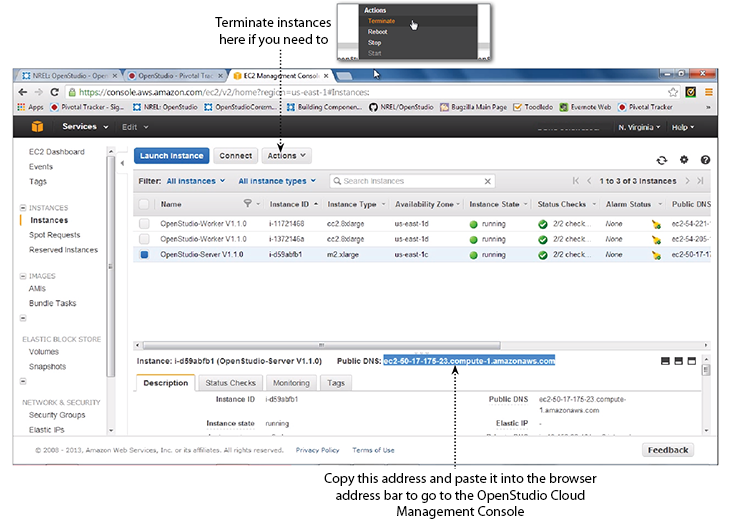 Terminate instances
here if you need to
Actions
Terminate
Reboot
Stop
Start
NREL: OpenStudio - Open
OpenStudio - Pivotal Track
EC2 Management Console
https://console.aws.amazon.com/ec2/v2/home?region=us-east-1#Instances:
Apps Pivotal Tracker - Sig... NREL: OpenStudio OpenStudioCorem... Building Componen... NREL/OpenStudio Bugzilla Main Page Toodledo Evernote Web Pivotal Tracker »
Services Edit N. Virginia Help
EC2 Dashboard
Events
Tags
INSTANCES
Instances
Spot Requests
Reserved Instances
IMAGES
AMIs
Bundle Tasks
ELASTIC BLOCK STORE
Volumes
Snapshots
NETWORK & SECURITY
Security Groups
Elastic IPs
Launch Instance Connect Actions
Filter: All instances All instance types Search Instances 1 to 3 of 3 Instances
Name Instance ID Instance Type Availability Zone Instance State Status Checks Alarm Status Public DNS
OpenStudio-Worker V1.1.0 i-11721468 cc2.8xlarge us-east-1d running 2/2 check... None ec2-54-221-
OpenStudio-Worker V1.1.0 i-1372146a cc2.8xlarge us-east-1d running 2/2 check... None ec2-54-205-
OpenStudio-Server V1.1.0 i-d59abfb1 m2.xlarge us-east-1c running 2/2 check... None ec2-50-17-17
Instance: i-d59abfb1 (OpenStudio-Server V1.1.0) Public DNS: ec2-50-17-175-23.compute-1.amazonaws.com
Description Status Checks Monitoring Tags
Instance ID i-d59abfb1 Public DNS ec2-50-17-175-23.compute-
1.amazonaws.com
Instance state running Elastic IP -
© 2008 - 2013, Amazon Web Services, Inc. or its affiliates. All rights reserved. Privacy Policy Terms of Use Feedback
Copy this address and paste it into the browser
address bar to go to the OpenStudio Cloud
Management Console